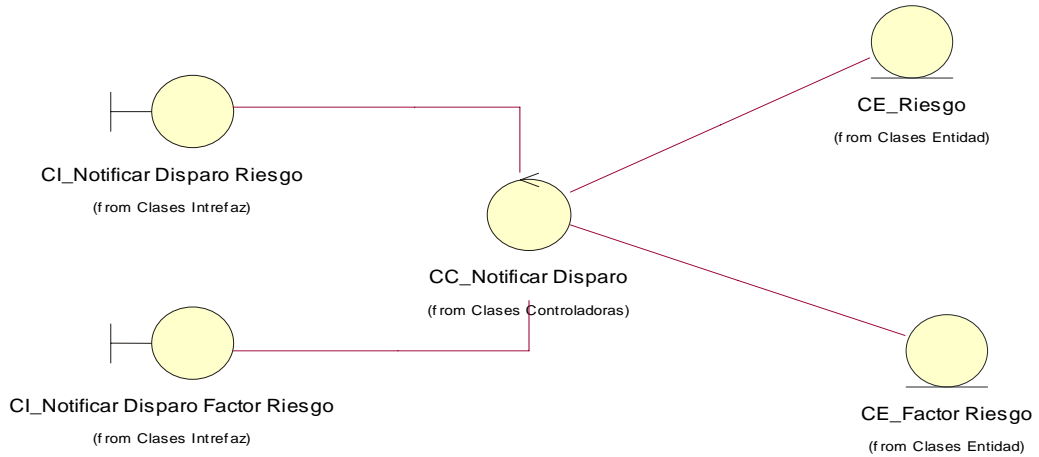 CE_Riesgo
(from Clases Entidad)
CI_Notificar Disparo Riesgo
(from Clases Intrefaz)
CC_Notificar Disparo
(from Clases Controladoras)
CI_Notificar Disparo Factor Riesgo
(from Clases Intrefaz)
CE_Factor Riesgo
(from Clases Entidad)